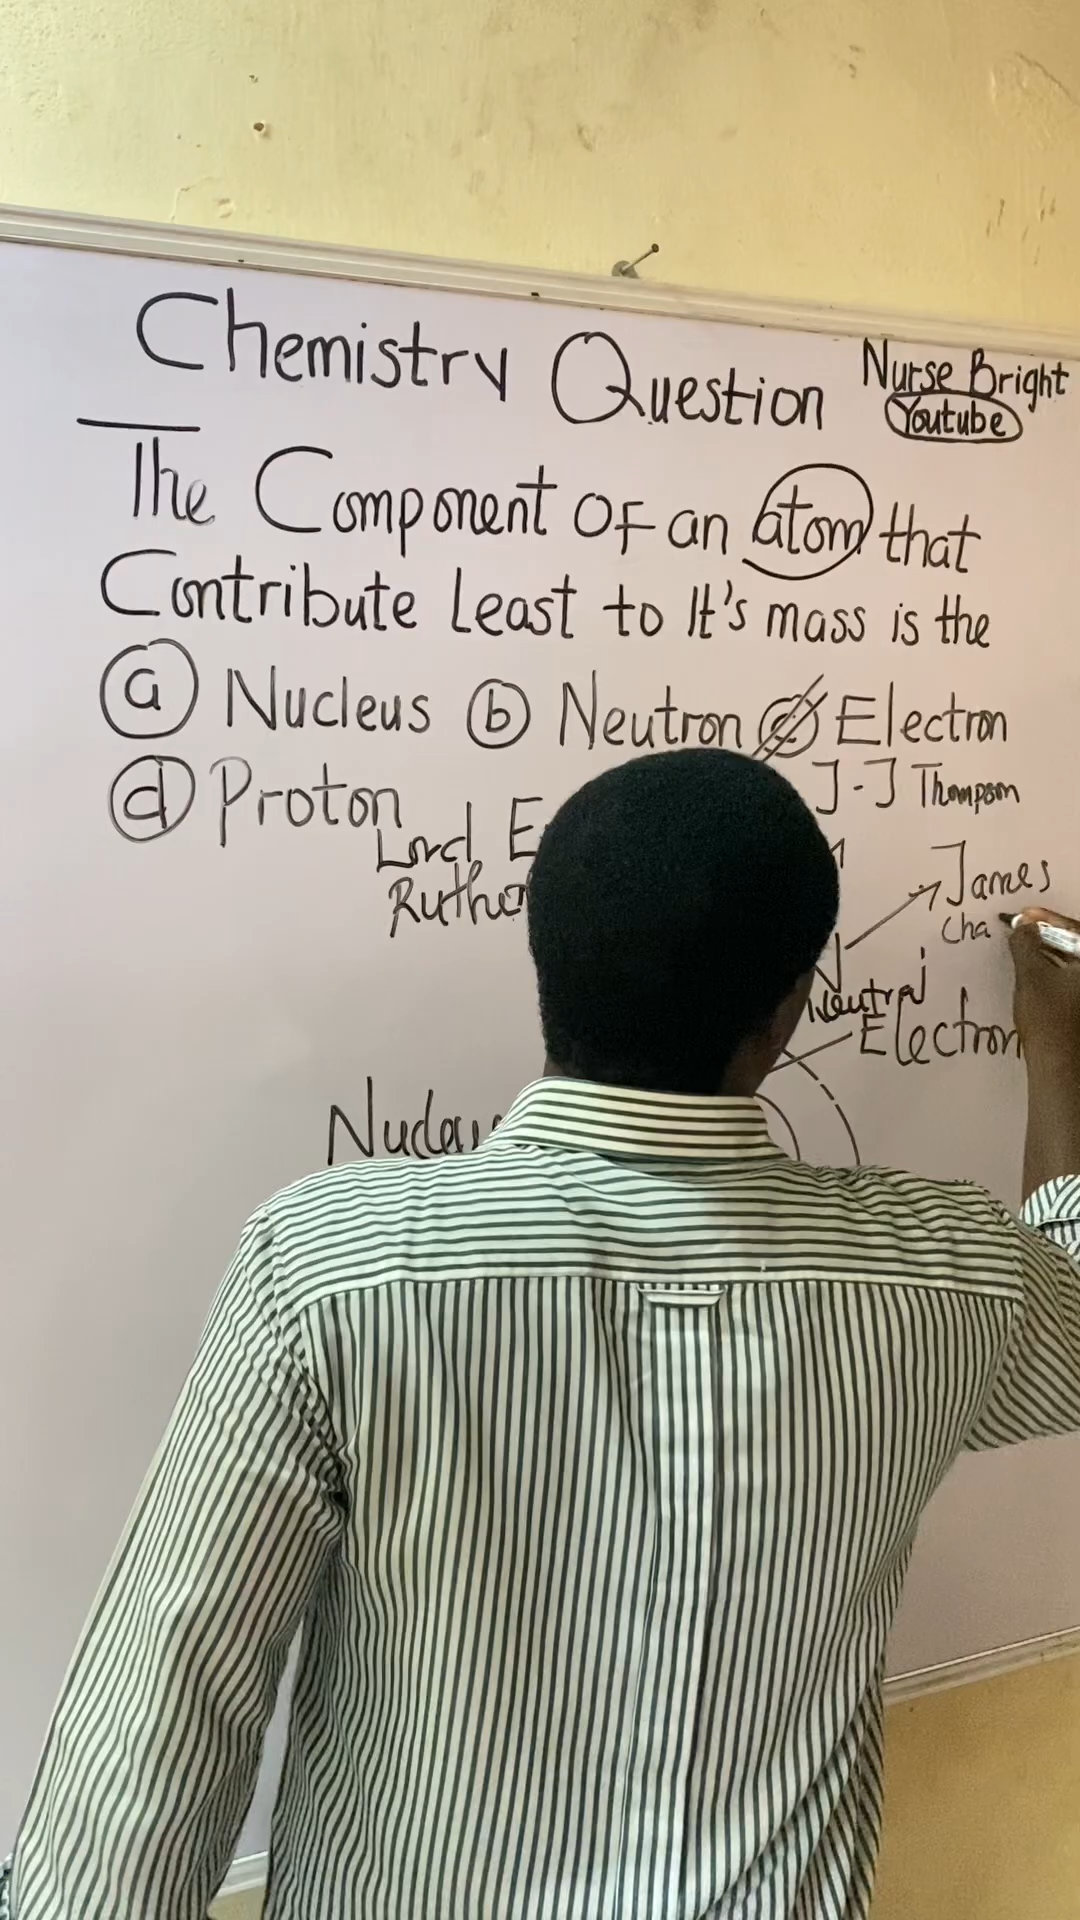 Chemistry Question
Nurse Bright
Youtube
The Component OF an atom that
Contribute Least to It's mass is the
a Nucleus b Neutron c Electron
d Proton
J-J Thompson
Lord E
Ruther
James
Cha
Neutral
Electron